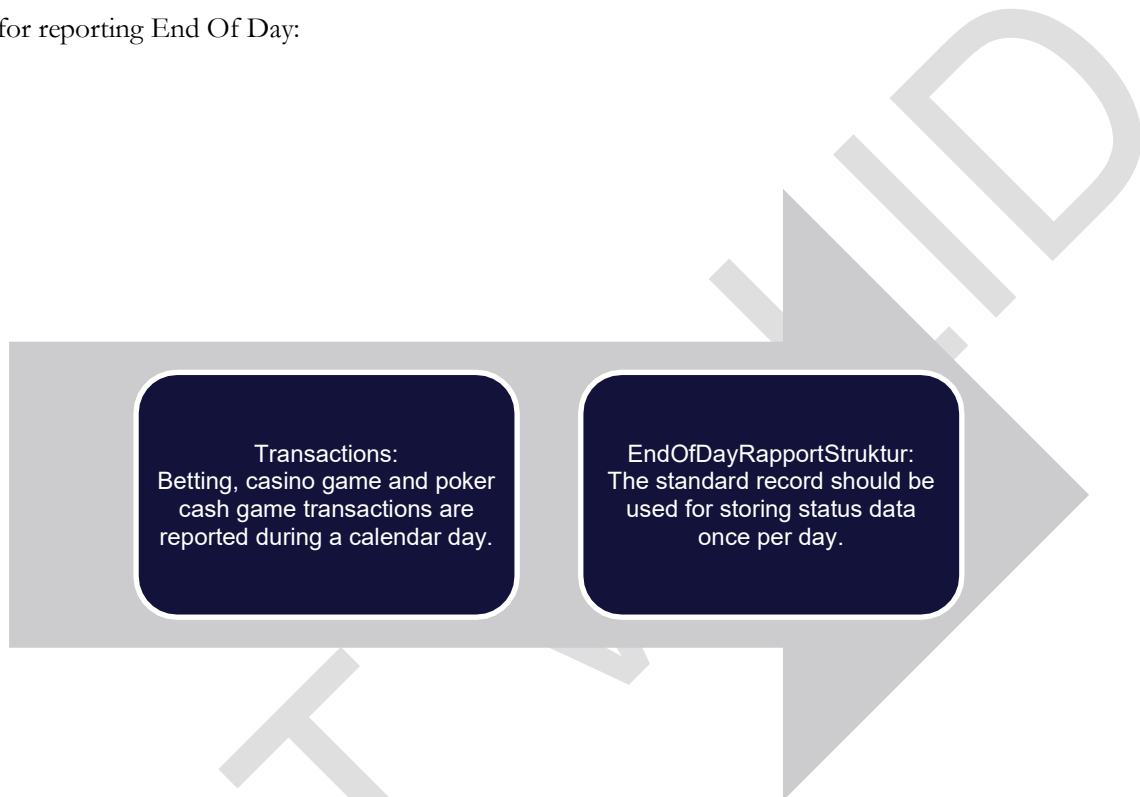 for reporting End Of Day:
Transactions:
Betting, casino game and poker
cash game transactions are
reported during a calendar day.
EndOfDayRapportStruktur:
The standard record should be
used for storing status data
once per day.